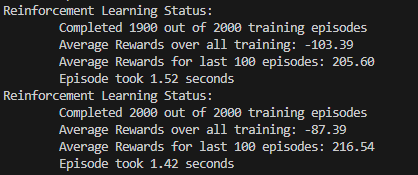 Reinforcement Learning Status:
Completed 1900 out of 2000 training episodes
Average Rewards over all training: -103.39
Average Rewards for last 100 episodes: 205.60
Episode took 1.52 seconds
Reinforcement Learning Status:
Completed 2000 out of 2000 training episodes
Average Rewards over all training: -87.39
Average Rewards for last 100 episodes: 216.54
Episode took 1.42 seconds